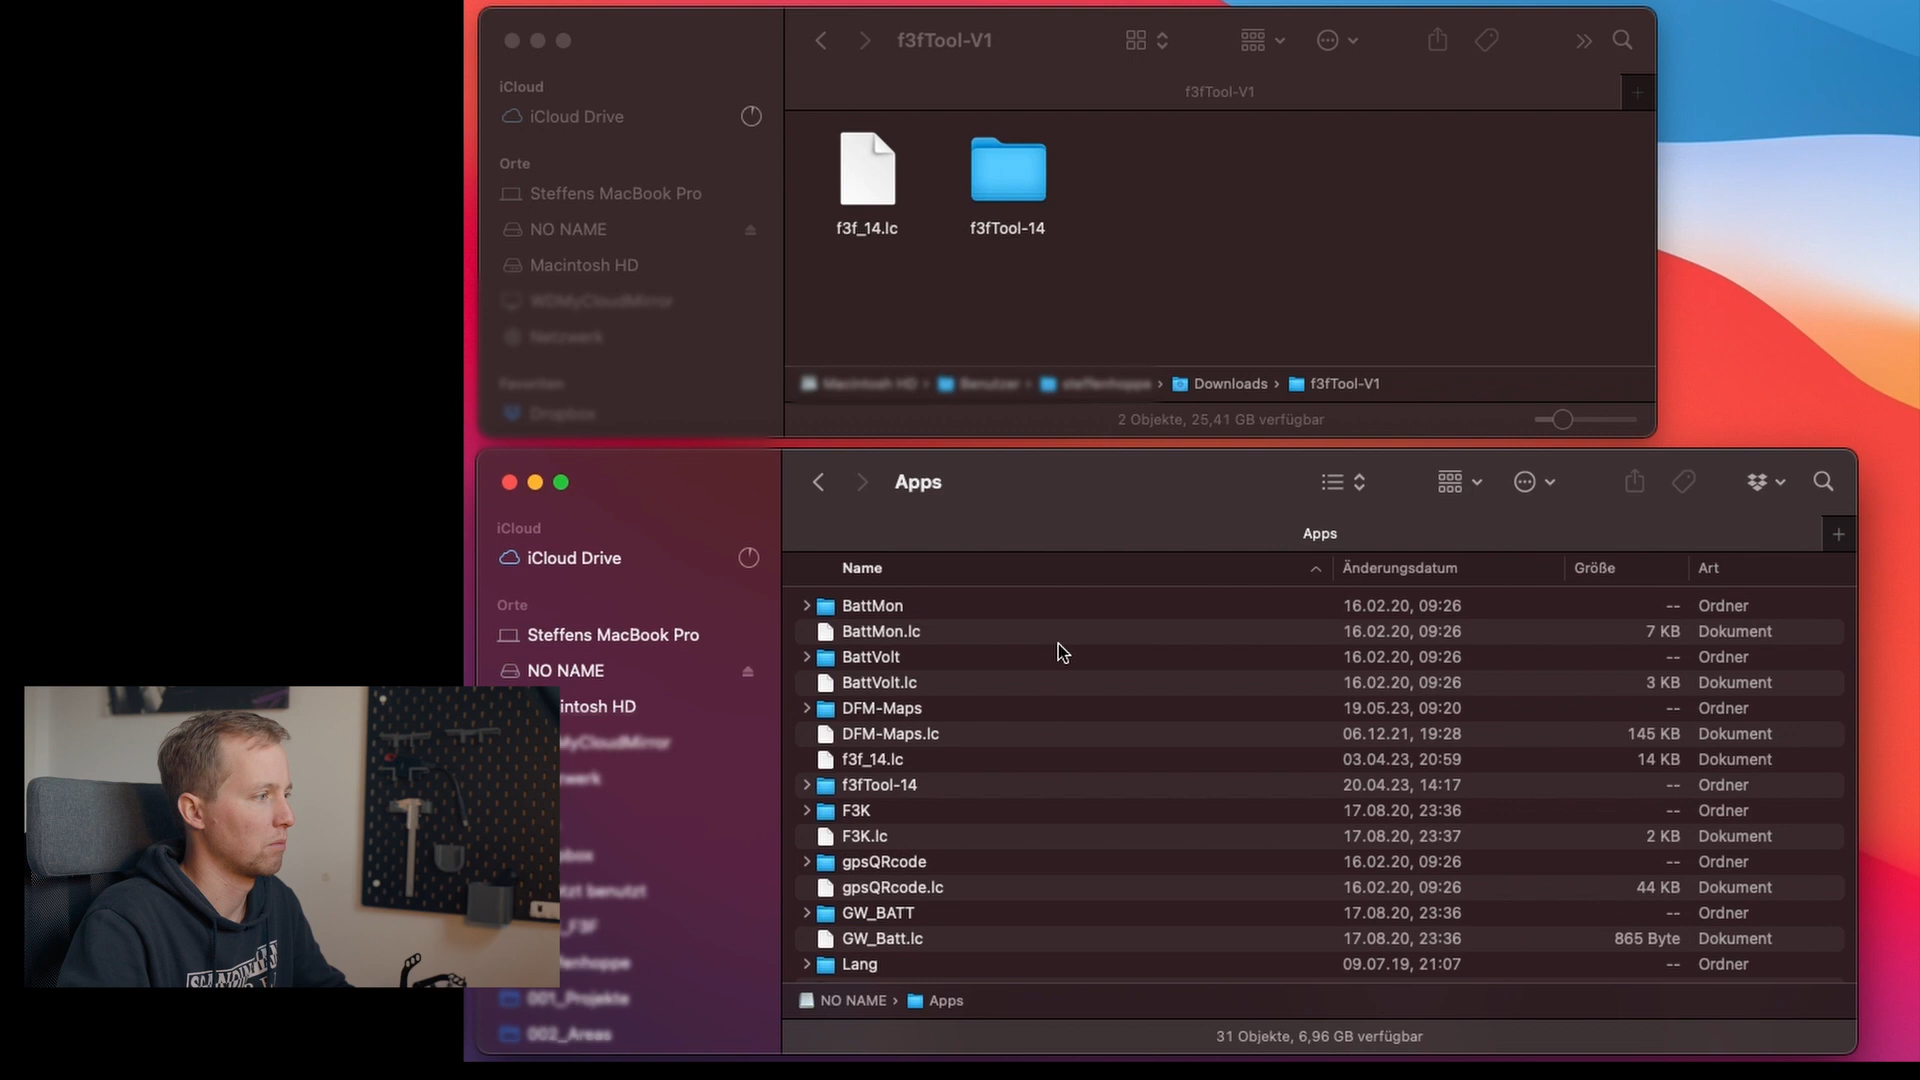 f3fTool-V1
f3fTool-V1
iCloud
iCloud Drive
Orte
Steffens MacBook Pro
NO NAME
Macintosh HD
WDMyCloudMirror
Netzwerk
Favoriten
Dropbox
f3f_14.lc
f3fTool-14
Macintosh HD › Benutzer › steffenhoppe › Downloads › f3fTool-V1
2 Objekte, 25,41 GB verfügbar
Apps
Apps
iCloud
iCloud Drive
Orte
Steffens MacBook Pro
NO NAME
intosh HD
yCloudMirror
zwerk
box
tzt benutzt
_F3F
fenhoppe
001_Projekte
002_Areas
Name Änderungsdatum Größe Art
BattMon 16.02.20, 09:26 -- Ordner
BattMon.lc 16.02.20, 09:26 7 KB Dokument
BattVolt 16.02.20, 09:26 -- Ordner
BattVolt.lc 16.02.20, 09:26 3 KB Dokument
DFM-Maps 19.05.23, 09:20 -- Ordner
DFM-Maps.lc 06.12.21, 19:28 145 KB Dokument
f3f_14.lc 03.04.23, 20:59 14 KB Dokument
f3fTool-14 20.04.23, 14:17 -- Ordner
F3K 17.08.20, 23:36 -- Ordner
F3K.lc 17.08.20, 23:37 2 KB Dokument
gpsQRcode 16.02.20, 09:26 -- Ordner
gpsQRcode.lc 16.02.20, 09:26 44 KB Dokument
GW_BATT 17.08.20, 23:36 -- Ordner
GW_Batt.lc 17.08.20, 23:36 865 Byte Dokument
Lang 09.07.19, 21:07 -- Ordner
NO NAME › Apps
31 Objekte, 6,96 GB verfügbar